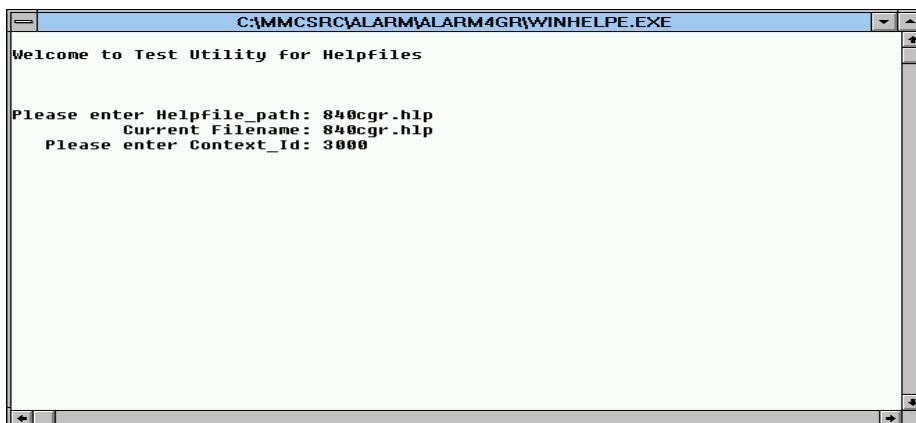 C:\MMCSRC\ALARM\ALARM4GR\WINHELPE.EXE
Welcome to Test Utility for Helpfiles
Please enter Helpfile_path: 840cgr.hlp
Current Filename: 840cgr.hlp
Please enter Context_Id: 3000